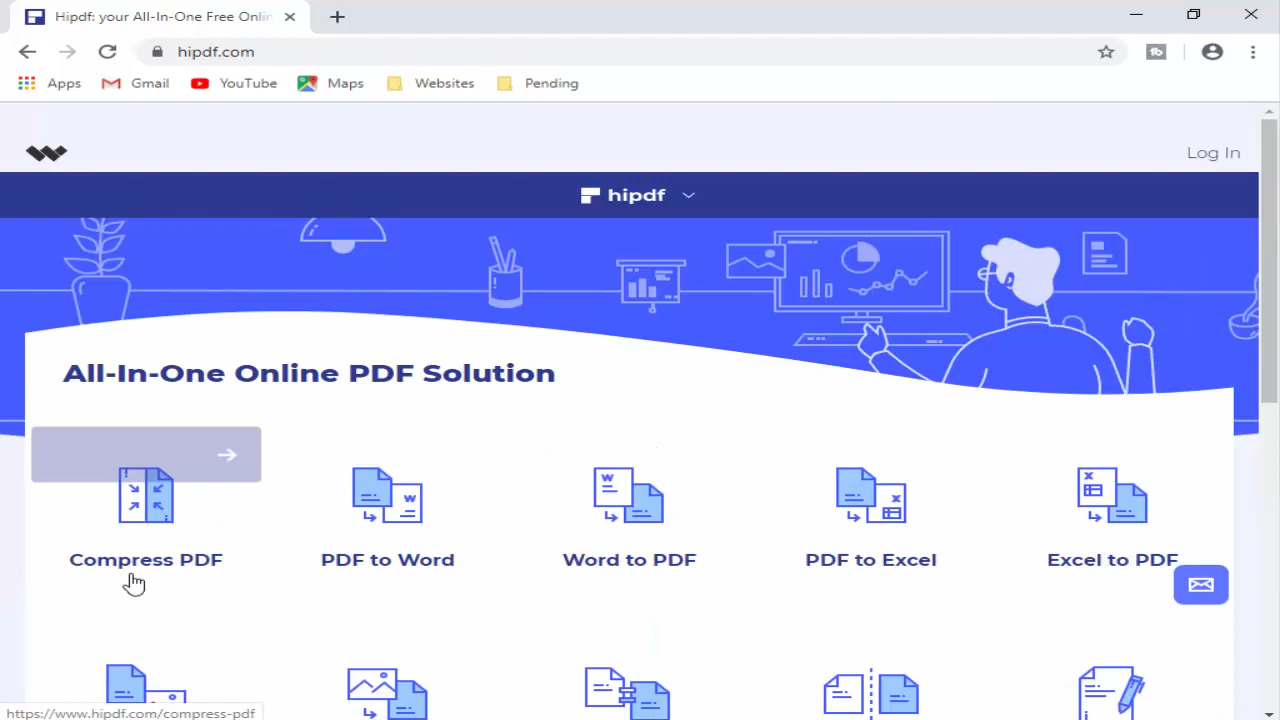 Hipdf: your All-In-One Free Onlin
hipdf.com
Apps
Gmail
YouTube
Maps
Websites
Pending
Log In
hipdf
All-In-One Online PDF Solution
Compress PDF
PDF to Word
Word to PDF
PDF to Excel
Excel to PDF
https://www.hipdf.com/compress-pdf